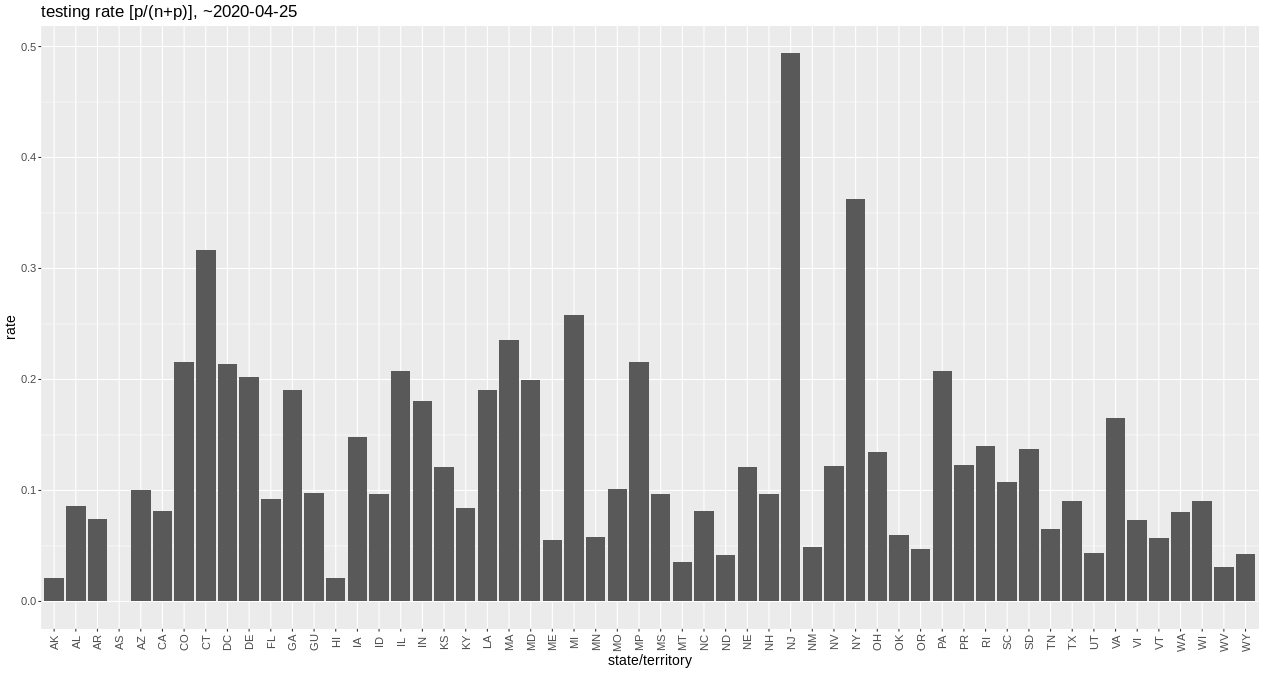 testing rate [p/(n+p)], ~2020-04-25
0.5
0.4
0.3
0.2
0.1
0.0
rate
AK AL AR AS AZ CA CO CT DC DE FL GA GU HI IA ID IL IN KS KY LA MA MD ME MI MN MO MP MS MT NC ND NE NH NJ NM NV NY OH OK OR PA PR RI SC SD TN TX UT VA VI VT WA WI WV WY
state/territory